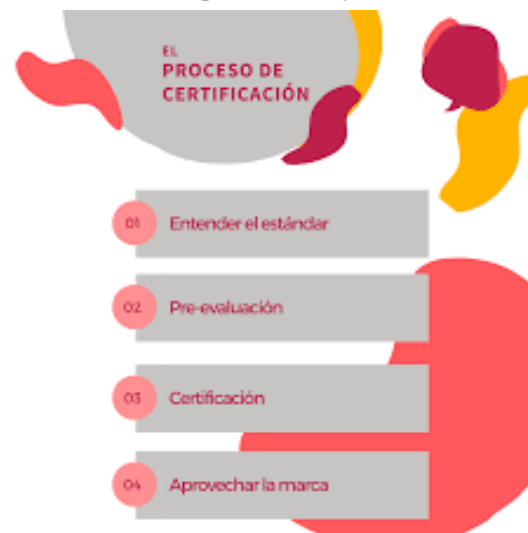 EL
PROCESO DE
CERTIFICACIÓN
01 Entender el estándar
02 Pre-evaluación
03 Certificación
04 Aprovechar la marca